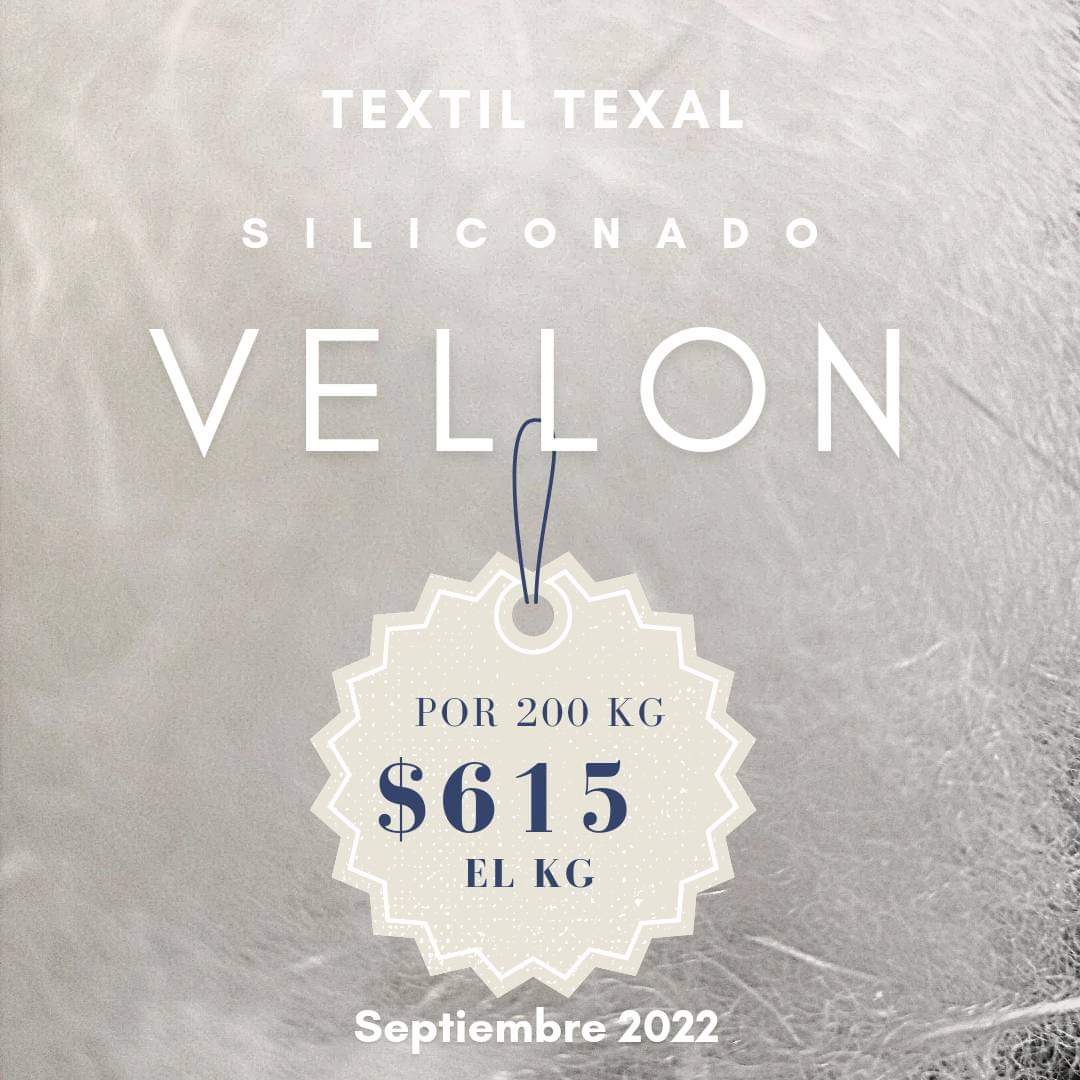 TEXTIL TEXAL
SILICONADO
VELLON
POR 200 KG
$615
EL KG
Septiembre 2022